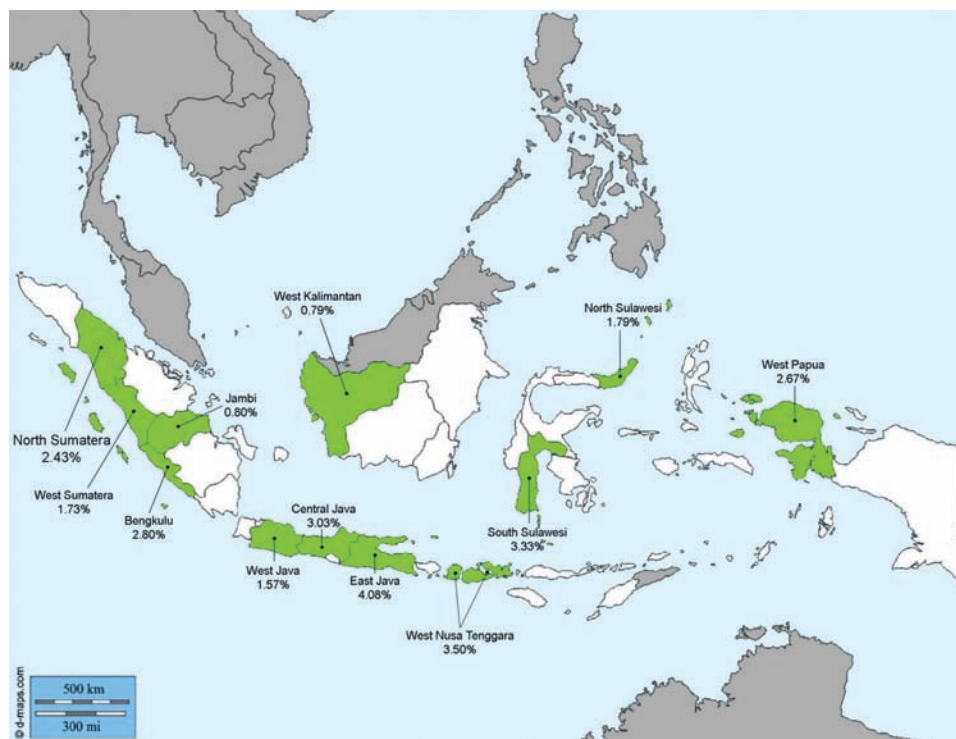 West Kalimantan
0.79%
North Sulawesi
1.79%
West Papua
2.67%
Jambi
0.80%
North Sumatera
2.43%
West Sumatera
1.73%
Bengkulu
2.80%
Central Java
3.03%
South Sulawesi
3.33%
West Java
1.57%
East Java
4.08%
West Nusa Tenggara
3.50%
© d-maps.com
500 km
300 mi